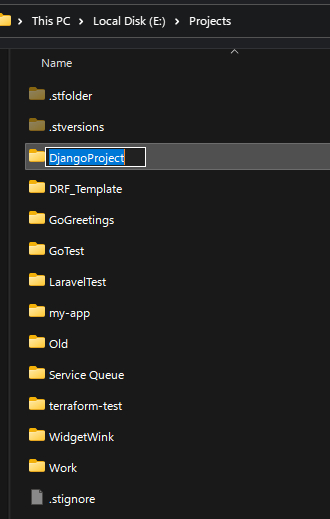 This PC > Local Disk (E:) > Projects
Name
.stfolder
.stversions
DjangoProject
DRF_Template
GoGreetings
GoTest
LaravelTest
my-app
Old
Service Queue
terraform-test
WidgetWink
Work
.stignore